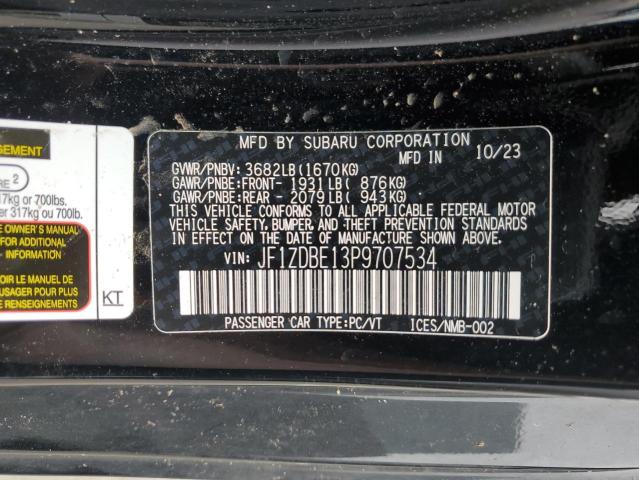 GEMENT
RE 2
17kg or 700lbs.
er 317kg ou 700lb.
E OWNER'S MANUAL
FOR ADDITIONAL
INFORMATION
OIR LE MANUEL
USAGER POUR PLUS
E RENSEIGNEMENTS
KT
MFD BY SUBARU CORPORATION
MFD IN 10/23
GVWR/PNBV: 3682LB(1670KG)
GAWR/PNBE:FRONT- 1931LB( 876KG)
GAWR/PNBE:REAR - 2079LB( 943KG)
THIS VEHICLE CONFORMS TO ALL APPLICABLE FEDERAL MOTOR
VEHICLE SAFETY, BUMPER, AND THEFT PREVENTION STANDARDS
IN EFFECT ON THE DATE OF MANUFACTURE SHOWN ABOVE.
VIN: JF1ZDBE13P9707534
PASSENGER CAR TYPE:PC/VT ICES/NMB-002